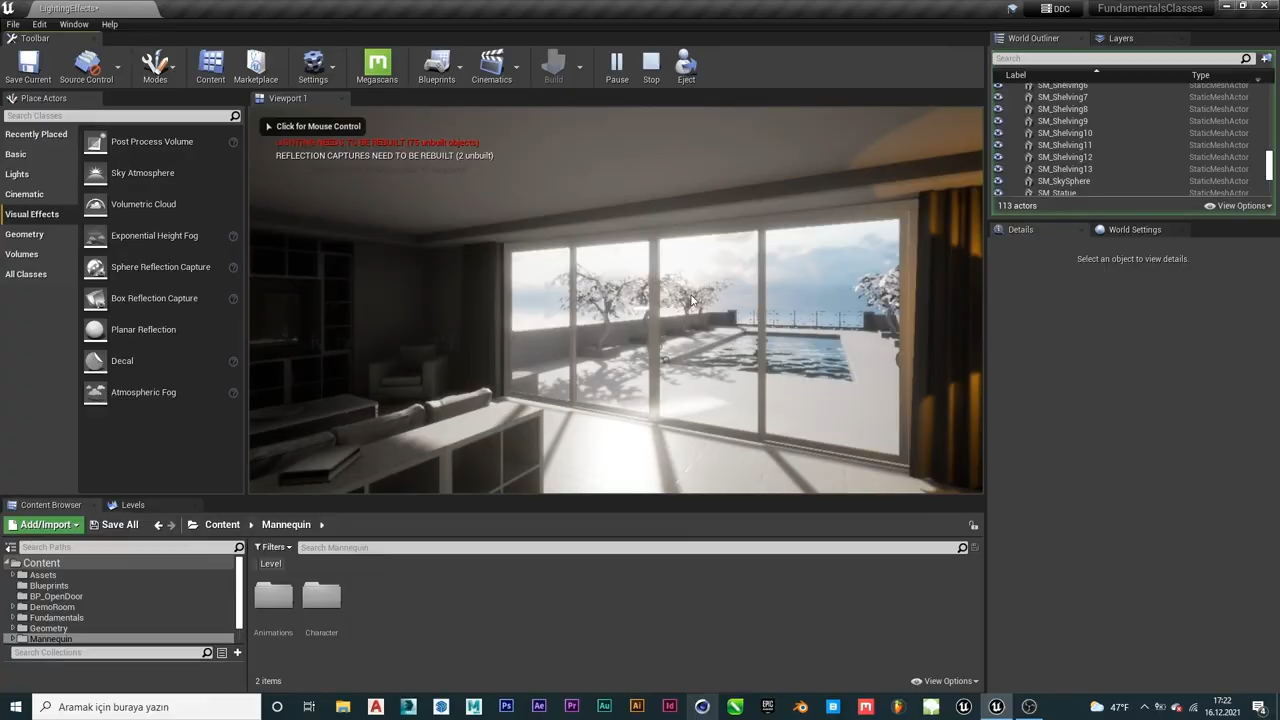 LightingEffects*
DDC
FundamentalsClasses
File Edit Window Help
Toolbar
World Outliner
Layers
Save Current
Source Control
Modes
Content
Marketplace
Settings
Megascans
Blueprints
Cinematics
Build
Pause
Stop
Eject
Search
Label
Type
SM_Shelving6 StaticMeshActor
SM_Shelving7 StaticMeshActor
SM_Shelving8 StaticMeshActor
SM_Shelving9 StaticMeshActor
SM_Shelving10 StaticMeshActor
SM_Shelving11 StaticMeshActor
SM_Shelving12 StaticMeshActor
SM_Shelving13 StaticMeshActor
SM_SkySphere StaticMeshActor
SM_Statue StaticMeshActor
113 actors
View Options
Place Actors
Search Classes
Recently Placed
Basic
Lights
Cinematic
Visual Effects
Geometry
Volumes
All Classes
Post Process Volume
Sky Atmosphere
Volumetric Cloud
Exponential Height Fog
Sphere Reflection Capture
Box Reflection Capture
Planar Reflection
Decal
Atmospheric Fog
Viewport 1
Click for Mouse Control
LIGHTING NEEDS TO BE REBUILT (75 unbuilt objects)
REFLECTION CAPTURES NEED TO BE REBUILT (2 unbuilt)
Details
World Settings
Select an object to view details.
Content Browser
Levels
Add/Import
Save All
Content
Mannequin
Search Paths
Filters
Search Mannequin
Level
Content
Assets
Blueprints
BP_OpenDoor
DemoRoom
Fundamentals
Geometry
Mannequin
Search Collections
Animations
Character
2 items
View Options
Aramak için buraya yazın
47°F
17:22
16.12.2021